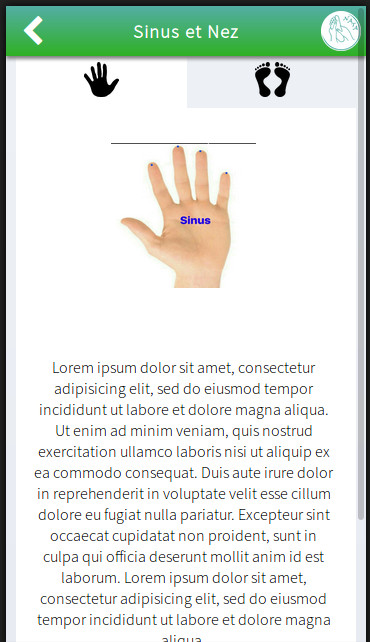 Sinus et Nez
Sinus
Lorem ipsum dolor sit amet, consectetur
adipisicing elit, sed do eiusmod tempor
incididunt ut labore et dolore magna aliqua.
Ut enim ad minim veniam, quis nostrud
exercitation ullamco laboris nisi ut aliquip ex
ea commodo consequat. Duis aute irure dolor
in reprehenderit in voluptate velit esse cillum
dolore eu fugiat nulla pariatur. Excepteur sint
occaecat cupidatat non proident, sunt in
culpa qui officia deserunt mollit anim id est
laborum. Lorem ipsum dolor sit amet,
consectetur adipisicing elit, sed do eiusmod
tempor incididunt ut labore et dolore magna
aliqua.